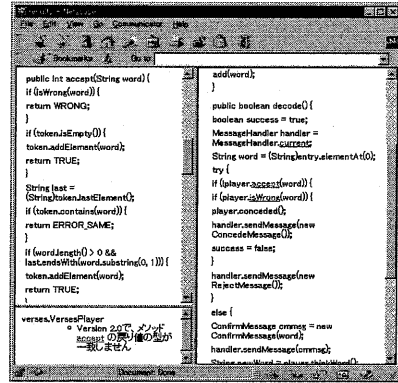 File Edit View Go Communicator Help
Bookmarks Go to:
public int accept(String word) {
if (isWrong(word)) {
return WRONG;
}
if (token.isEmpty()) {
token.addElement(word);
return TRUE;
}
String last =
(String)token.lastElement();
if (token.contains(word)) {
return ERROR_SAME;
}
if (word.length() > 0 &&
last.endsWith(word.substring(0, 1))) {
token.addElement(word);
return TRUE;
}
verses.VersesPlayer
Version 2.0で、メソッド
accept の戻り値の型が
一致しません
add(word);
}
public boolean decode() {
boolean success = true;
MessageHandler handler =
MessageHandler.current;
String word = (String)entry.elementAt(0);
try {
if (!player.accept(word)) {
if (player.isWrong(word)) {
player.conceded();
handler.sendMessage(new
ConcedeMessage());
success = false;
}
handler.sendMessage(new
RejectMessage());
}
else {
ConfirmMessage cmmsg = new
ConfirmMessage(word);
handler.sendMessage(cmmsg);
String newWord = player.thinkWord();
Document: Done